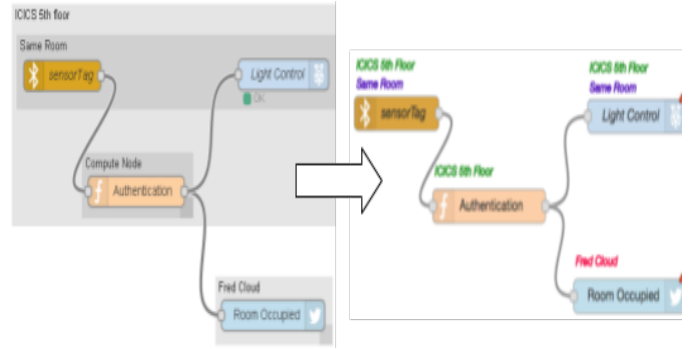 ICICS 5th floor
Same Room
sensorTag
Light Control
OK
Compute Node
Authentication
Fred Cloud
Room Occupied
ICICS 5th Floor
Same Room
sensorTag
ICICS 5th Floor
Same Room
Light Control
ICICS 5th Floor
Authentication
Fred Cloud
Room Occupied